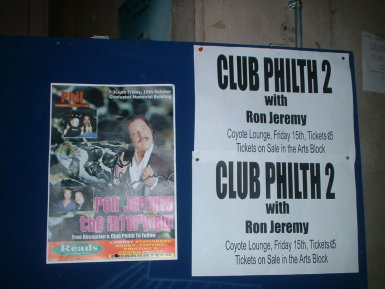 7:30pm Friday, 15th October
Graduates Memorial Building
Phil
ron jeremy
the interview
Free Reception & Club Philth To Follow
Reads
LOWEST STATIONERY,
CLUB PHILTH 2
with
Ron Jeremy
Coyote Lounge, Friday 15th, Tickets €5
Tickets on Sale in the Arts Block
CLUB PHILTH 2
with
Ron Jeremy
Coyote Lounge, Friday 15th, Tickets €5
Tickets on Sale in the Arts Block